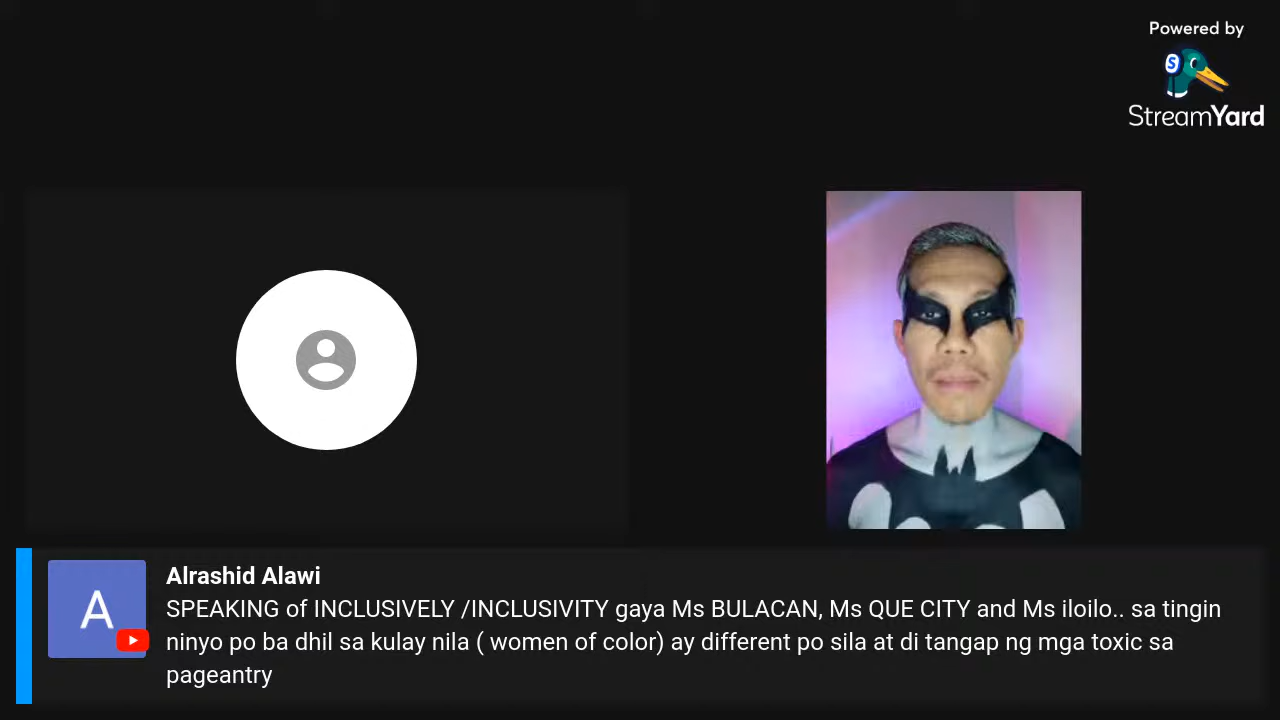 Powered by
S
StreamYard
A
Alrashid Alawi
SPEAKING of INCLUSIVELY /INCLUSIVITY gaya Ms BULACAN, Ms QUE CITY and Ms iloilo.. sa tingin
ninyo po ba dhil sa kulay nila ( women of color) ay different po sila at di tangap ng mga toxic sa
pageantry